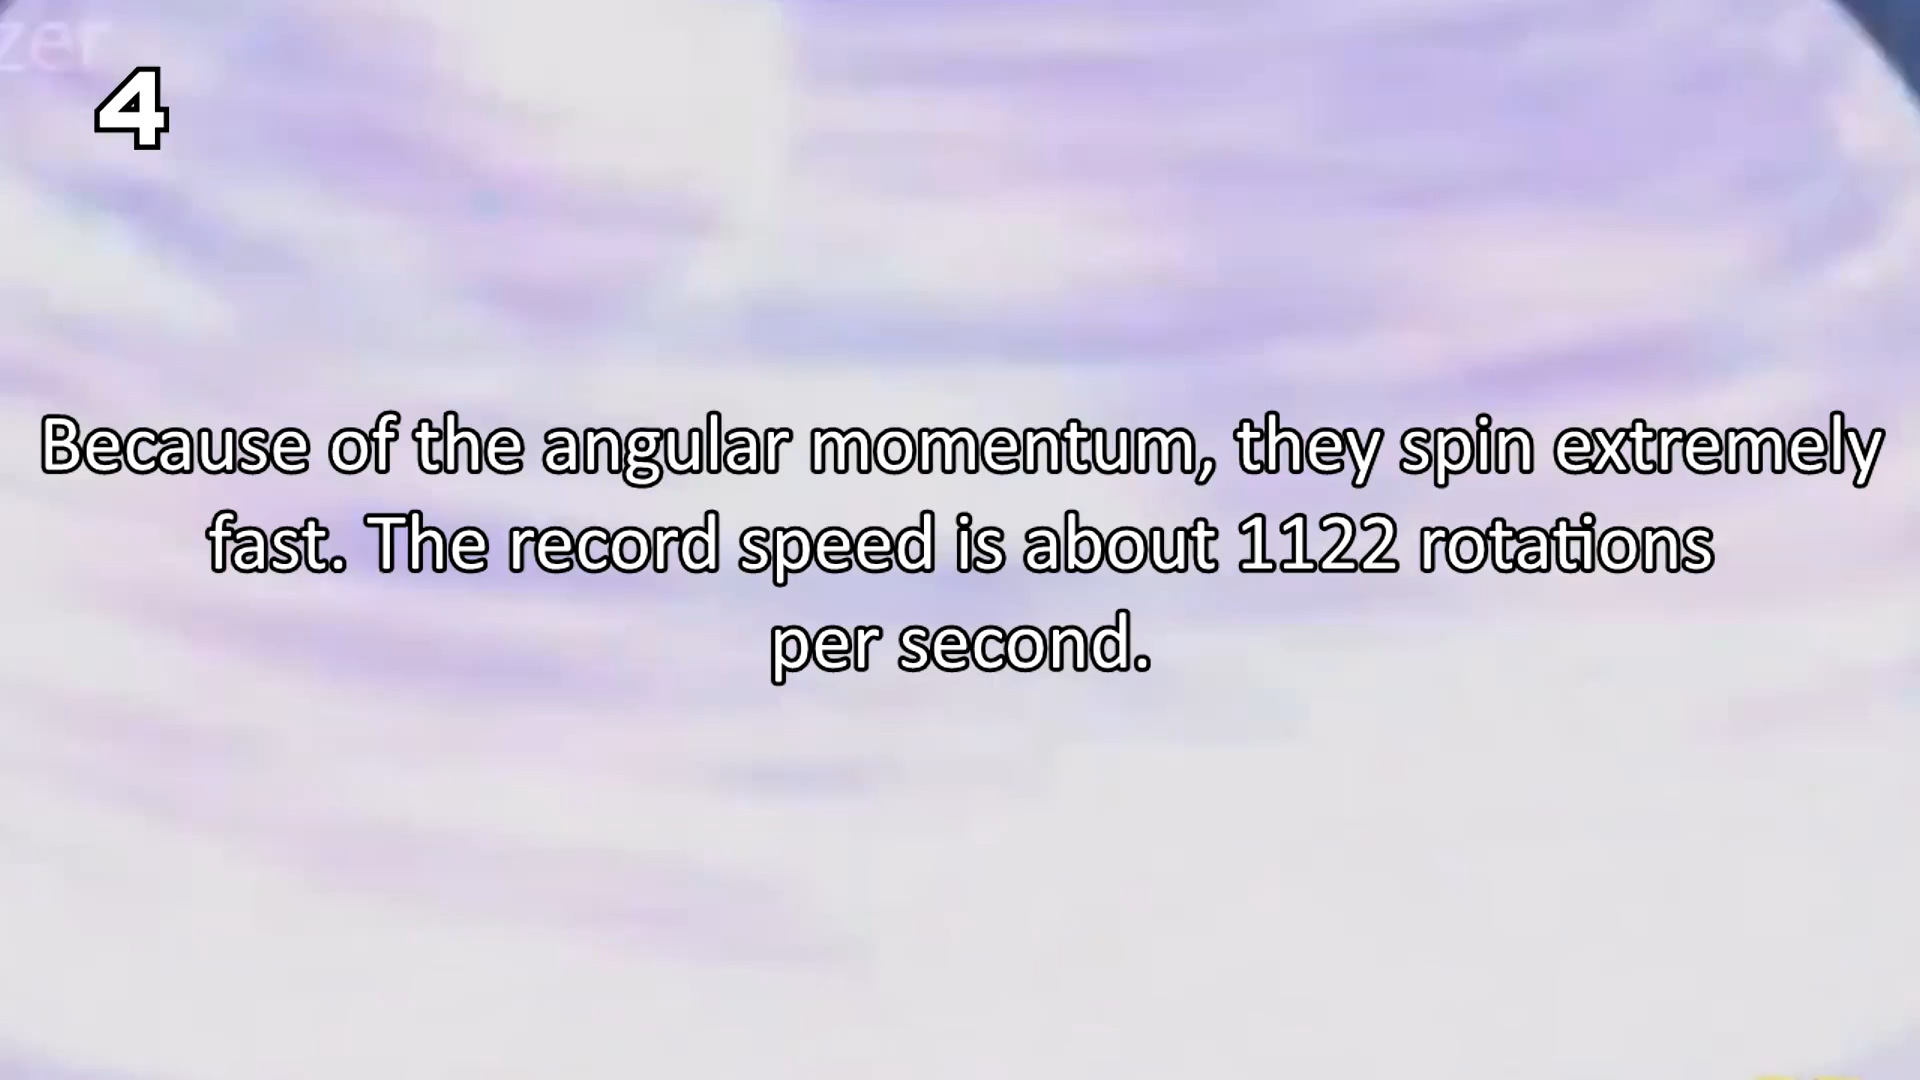 zer
4
Because of the angular momentum, they spin extremely
fast. The record speed is about 1122 rotations
per second.